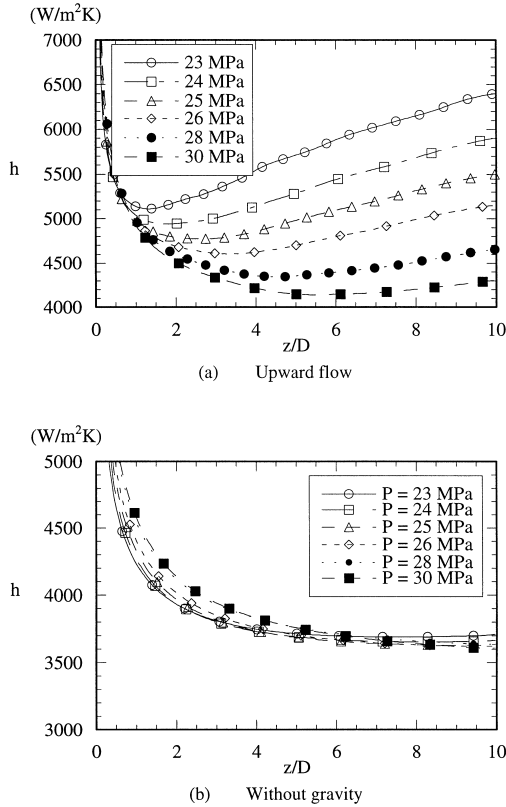 (W/m²K)
7000
6500
6000
5500
5000
4500
4000
h
23 MPa
24 MPa
25 MPa
26 MPa
28 MPa
30 MPa
0 2 4 6 8 10
z/D
(a) Upward flow
(W/m²K)
5000
4500
4000
3500
3000
h
P = 23 MPa
P = 24 MPa
P = 25 MPa
P = 26 MPa
P = 28 MPa
P = 30 MPa
0 2 4 6 8 10
z/D
(b) Without gravity